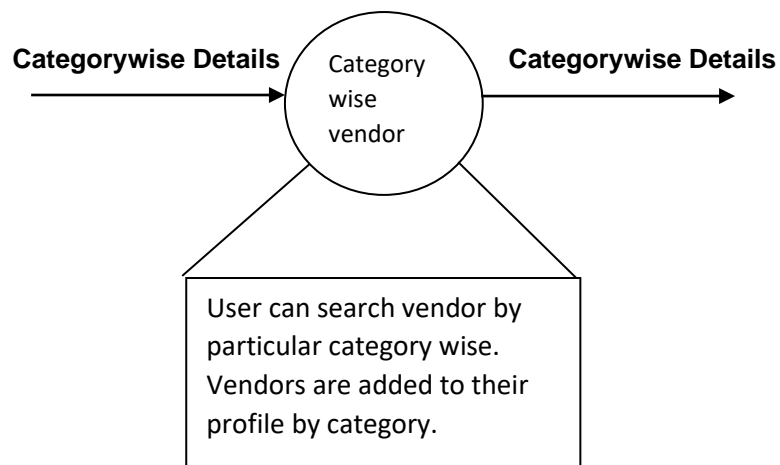 Categorywise Details
Category
wise
vendor
Categorywise Details
User can search vendor by
particular category wise.
Vendors are added to their
profile by category.